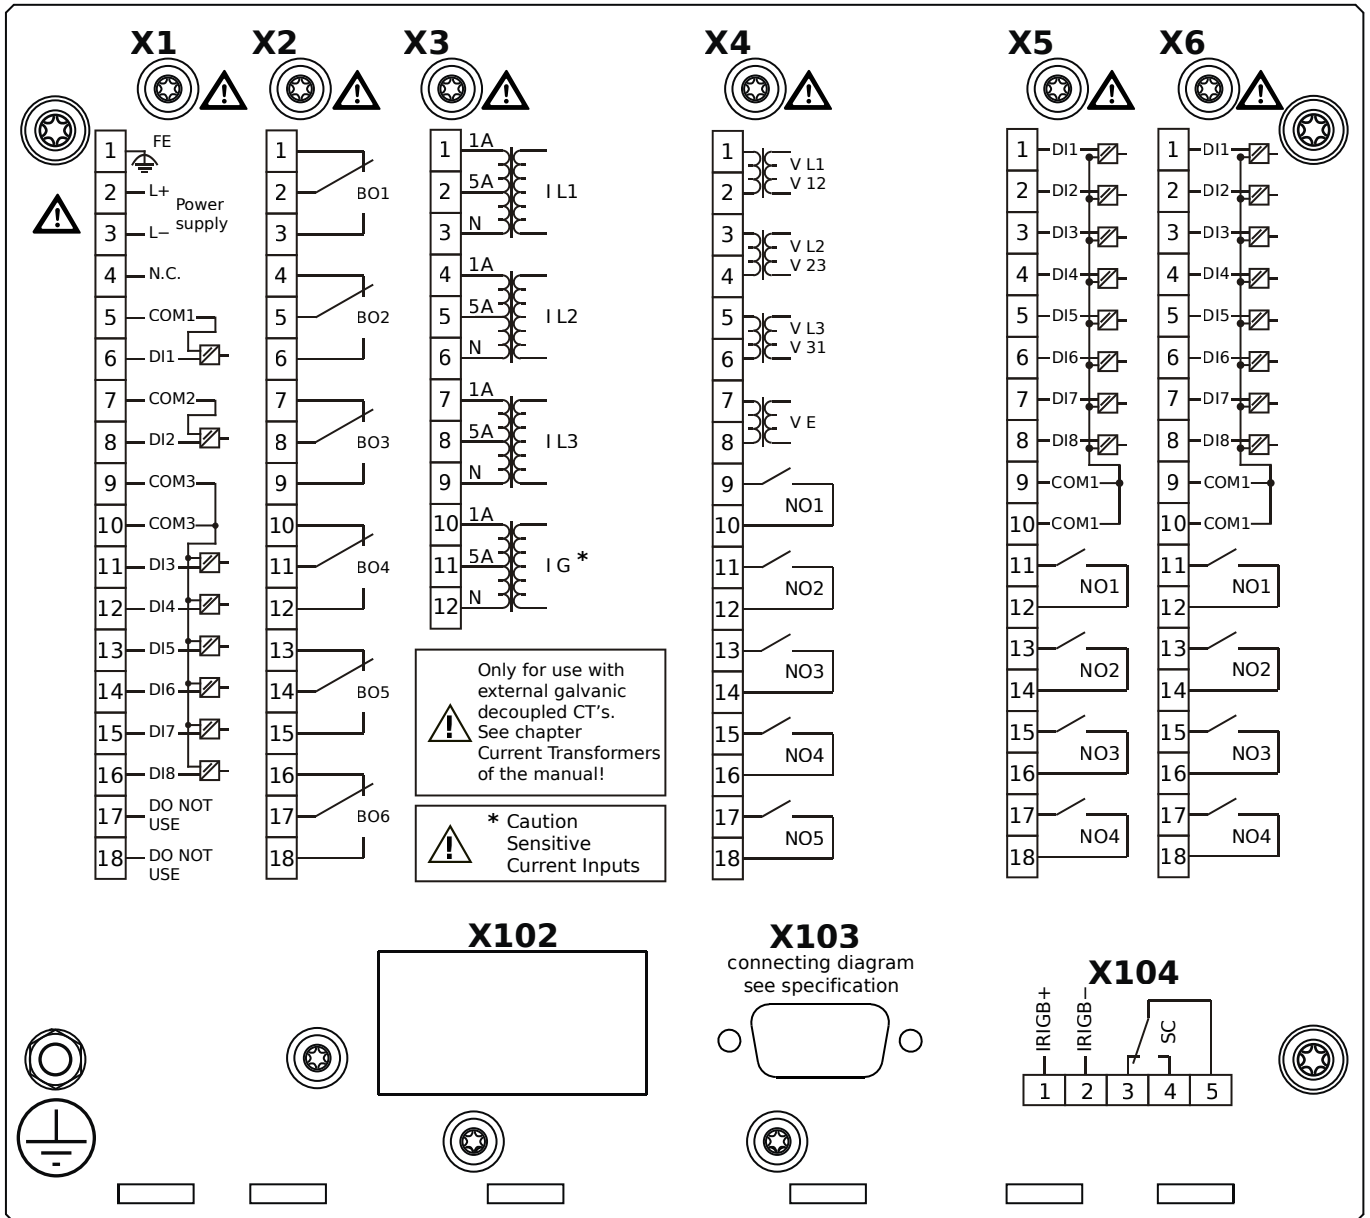 X1
X2
X3
X4
X5
X6
1 FE
2 L+
Power
supply
3 L−
4 N.C.
5 COM1
6 DI1
7 COM2
8 DI2
9 COM3
10 COM3
11 DI3
12 DI4
13 DI5
14 DI6
15 DI7
16 DI8
17 DO NOT
USE
18 DO NOT
USE
1
2 BO1
3
4
5 BO2
6
7
8 BO3
9
10
11 BO4
12
13
14 BO5
15
16
17 BO6
18
1 1A
2 5A I L1
3 N
4 1A
5 5A I L2
6 N
7 1A
8 5A I L3
9 N
10 1A
11 5A I G *
12 N
Only for use with
external galvanic
decoupled CT's.
See chapter
Current Transformers
of the manual!
* Caution
Sensitive
Current Inputs
1 V L1
2 V 12
3 V L2
4 V 23
5 V L3
6 V 31
7
V E
8
9
NO1
10
11
NO2
12
13
NO3
14
15
NO4
16
17
NO5
18
1 DI1
2 DI2
3 DI3
4 DI4
5 DI5
6 DI6
7 DI7
8 DI8
9 COM1
10 COM1
11
NO1
12
13
NO2
14
15
NO3
16
17
NO4
18
1 DI1
2 DI2
3 DI3
4 DI4
5 DI5
6 DI6
7 DI7
8 DI8
9 COM1
10 COM1
11
NO1
12
13
NO2
14
15
NO3
16
17
NO4
18
X102
X103
connecting diagram
see specification
X104
IRIGB+
IRIGB−
SC
1 2 3 4 5